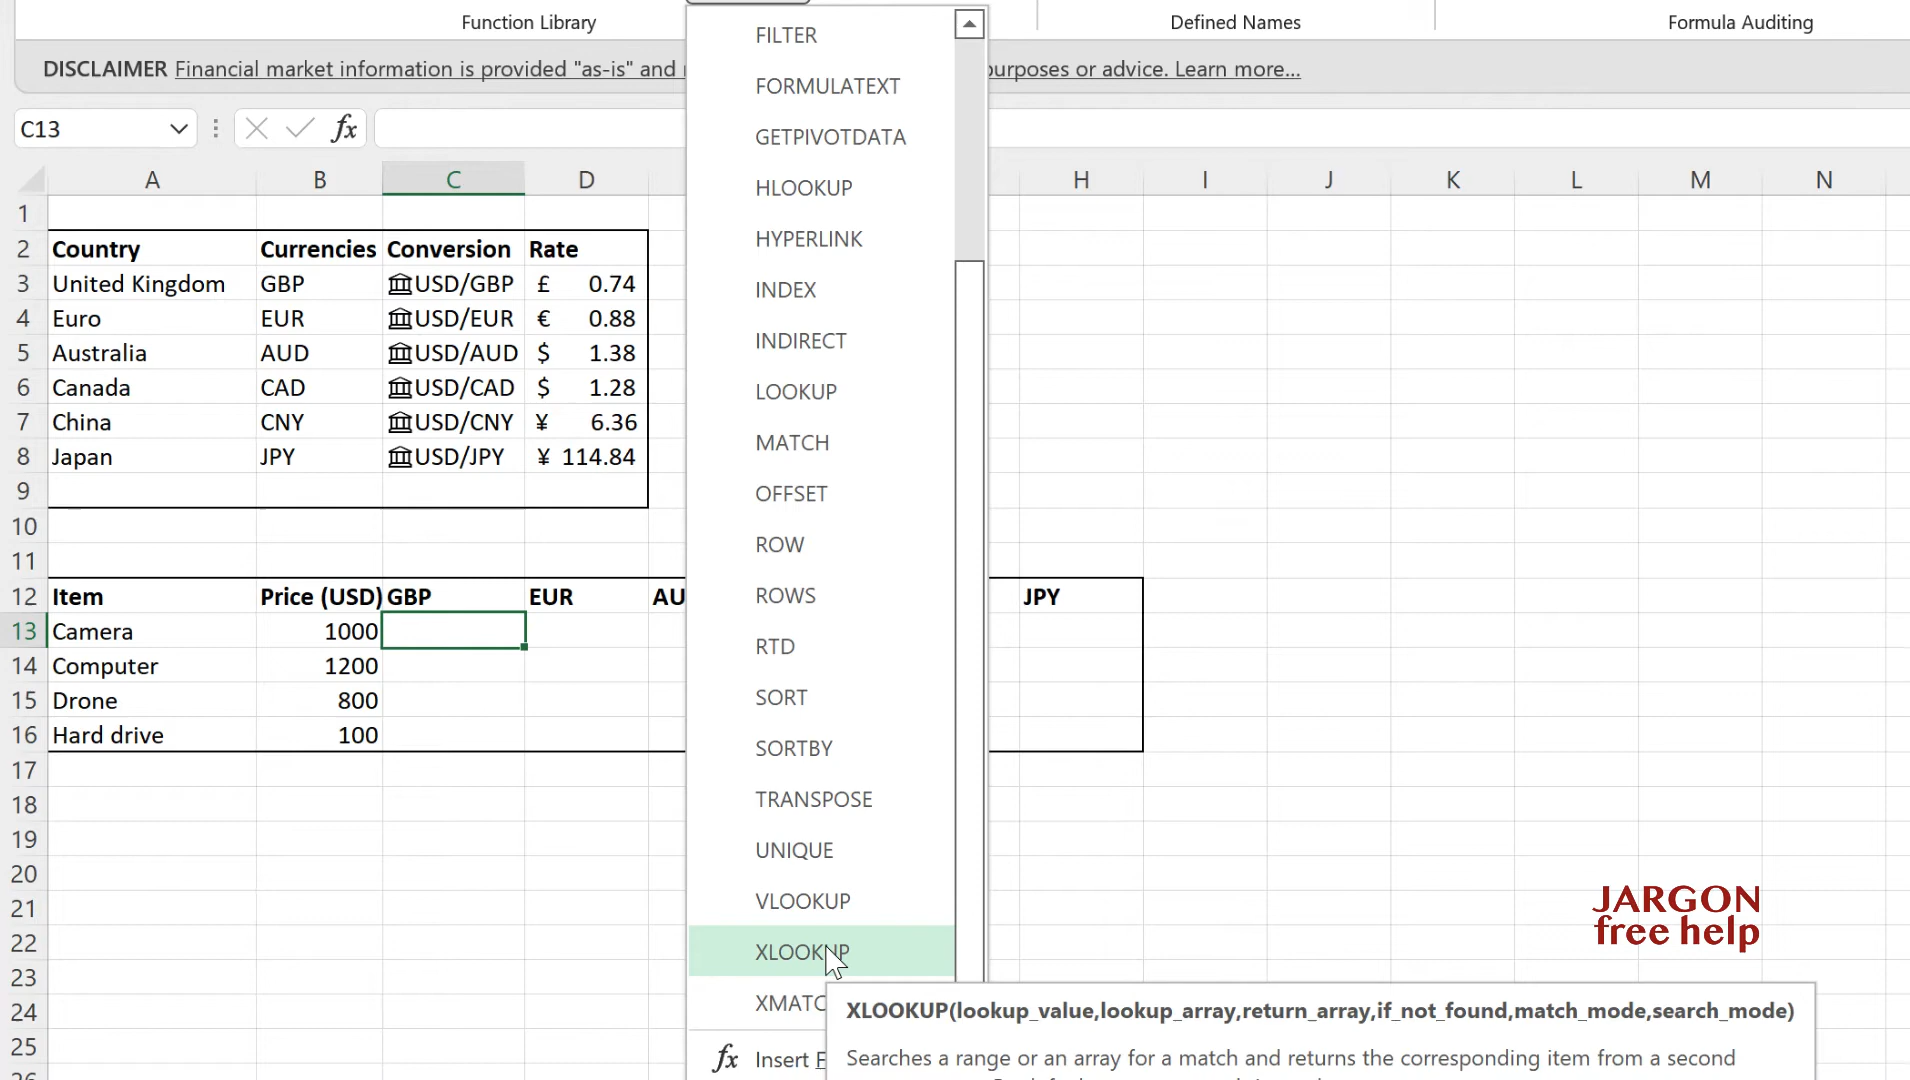 Function Library
Defined Names
Formula Auditing
DISCLAIMER Financial market information is provided "as-is" and
purposes or advice. Learn more...
C13
fx
A B C D H I J K L M N
1
2 Country Currencies Conversion Rate
3 United Kingdom GBP USD/GBP £ 0.74
4 Euro EUR USD/EUR € 0.88
5 Australia AUD USD/AUD $ 1.38
6 Canada CAD USD/CAD $ 1.28
7 China CNY USD/CNY ¥ 6.36
8 Japan JPY USD/JPY ¥ 114.84
9
10
11
12 Item Price (USD) GBP EUR AU JPY
13 Camera 1000
14 Computer 1200
15 Drone 800
16 Hard drive 100
17
18
19
20
21
22
23
24
25
FILTER
FORMULATEXT
GETPIVOTDATA
HLOOKUP
HYPERLINK
INDEX
INDIRECT
LOOKUP
MATCH
OFFSET
ROW
ROWS
RTD
SORT
SORTBY
TRANSPOSE
UNIQUE
VLOOKUP
XLOOKUP
XMATC
fx Insert F
XLOOKUP(lookup_value,lookup_array,return_array,if_not_found,match_mode,search_mode)
Searches a range or an array for a match and returns the corresponding item from a second
JARGON
free help